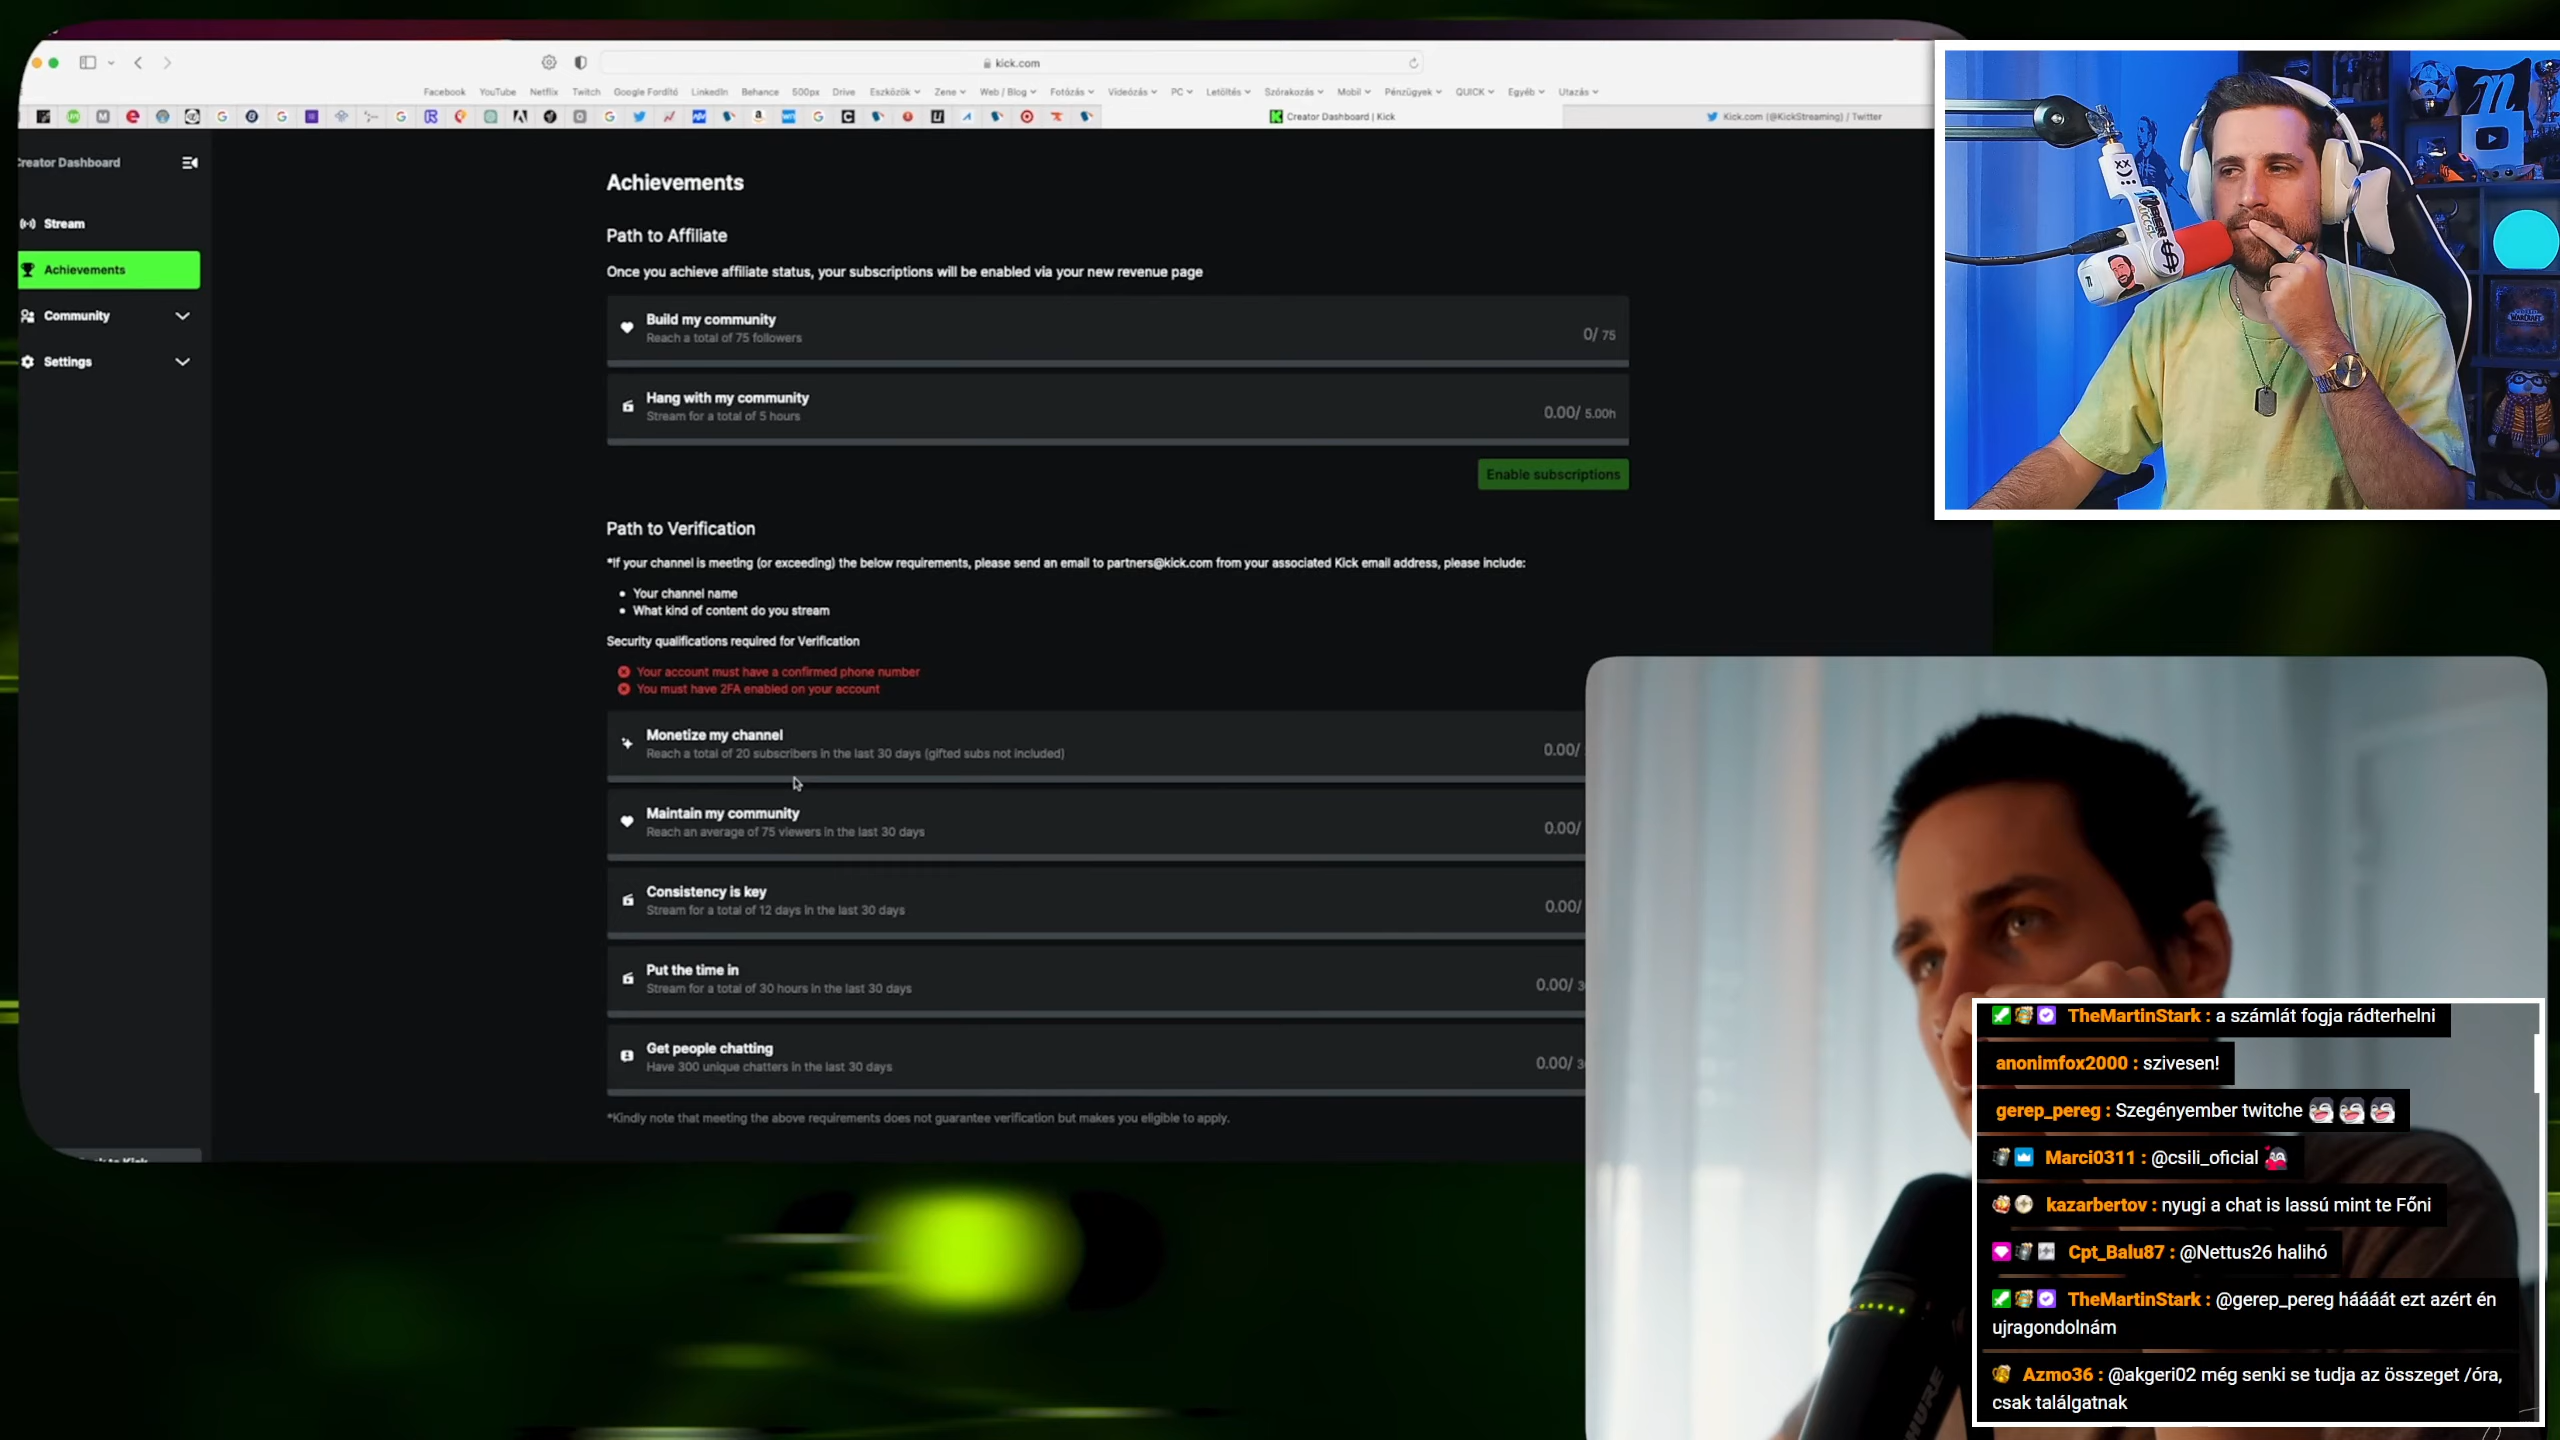 kick.com
Facebook YouTube Netflix Twitch Google Fordító LinkedIn Behance 500px Drive Eszközök Zene Web / Blog Fotózás Videózás PC Letöltés Szórakozás Mobil Pénzügyek QUICK Egyéb Utazás
Creator Dashboard | Kick
Kick.com (@KickStreaming) / Twitter
Creator Dashboard
Stream
Achievements
Community
Settings
Achievements
Path to Affiliate
Once you achieve affiliate status, your subscriptions will be enabled via your new revenue page
Build my community
Reach a total of 75 followers
0/ 75
Hang with my community
Stream for a total of 5 hours
0.00/ 5.00h
Enable subscriptions
Path to Verification
*If your channel is meeting (or exceeding) the below requirements, please send an email to partners@kick.com from your associated Kick email address, please include:
• Your channel name
• What kind of content do you stream
Security qualifications required for Verification
Your account must have a confirmed phone number
You must have 2FA enabled on your account
Monetize my channel
Reach a total of 20 subscribers in the last 30 days (gifted subs not included)
0.00/
Maintain my community
Reach an average of 75 viewers in the last 30 days
0.00/
Consistency is key
Stream for a total of 12 days in the last 30 days
0.00/
Put the time in
Stream for a total of 30 hours in the last 30 days
0.00/
Get people chatting
Have 300 unique chatters in the last 30 days
0.00/
*Kindly note that meeting the above requirements does not guarantee verification but makes you eligible to apply.
TheMartinStark : a számlát fogja rádterhelni
anonimfox2000 : szivesen!
gerep_pereg : Szegényember twitche
Marci0311 : @csili_oficial
kazarbertov : nyugi a chat is lassú mint te Főni
Cpt_Balu87 : @Nettus26 halihó
TheMartinStark : @gerep_pereg háááát ezt azért én
ujragondolnám
Azmo36 : @akgeri02 még senki se tudja az összeget /óra,
csak találgatnak